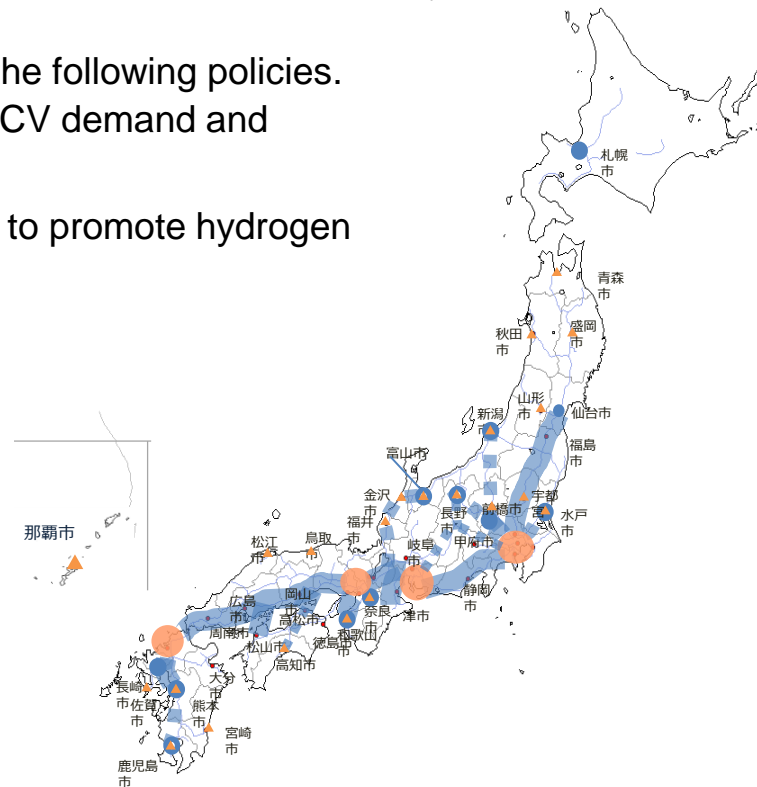 he following policies.
CV demand and
to promote hydrogen
札幌
市
青森
市
秋田
市
盛岡
市
山形
市
仙台市
新潟
市
福島
市
富山市
金沢
市
長野
市
前橋市
宇都
宮
水戸
市
福井
市
岐阜
市
甲府市
那覇市
松江
市
鳥取
市
静岡
市
岡山
市
広島
市
奈良
市
津市
高松市
周南市
徳島市
和歌山
市
松山市
高知市
大分
市
長崎
市
佐賀
市
熊本
市
宮崎
市
鹿児島
市